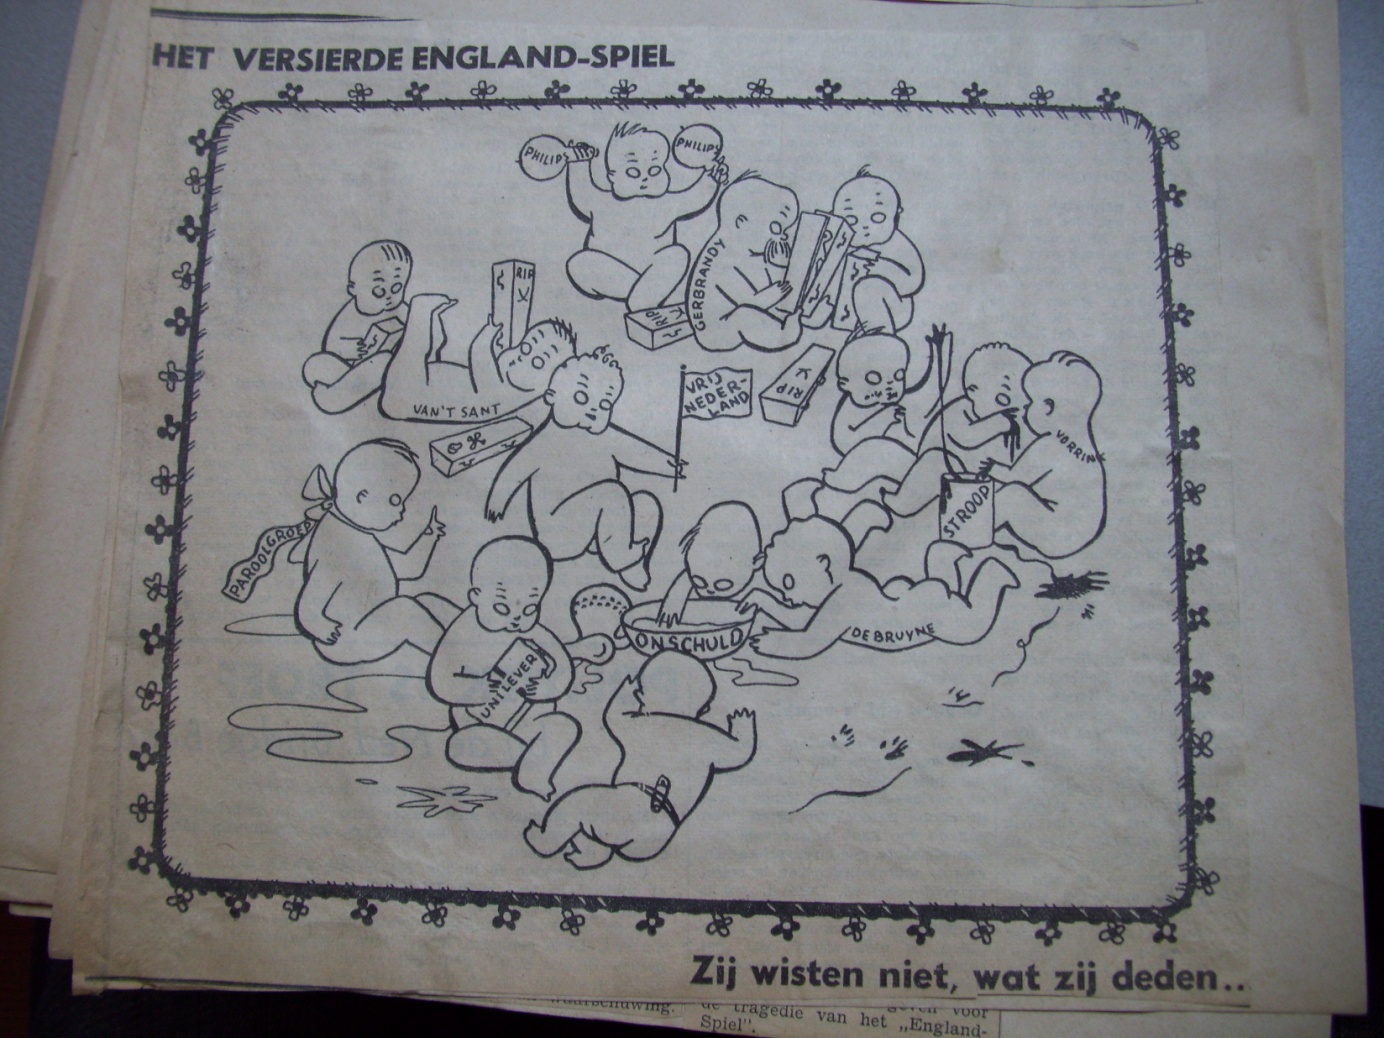 HET VERSIERDE ENGLAND-SPIEL
PHILIPS
PHILIPS
GERBRANDY
RIP
RIP
VAN'T SANT
VRIJ
NEDER-
LAND
RIP
VORRINK
STROOP
PAROOLGROEP
ONSCHULD
DE BRUYNE
UNILEVER
Zij wisten niet, wat zij deden..
waarschuwing.
de tragedie van het „England-
Spiel".